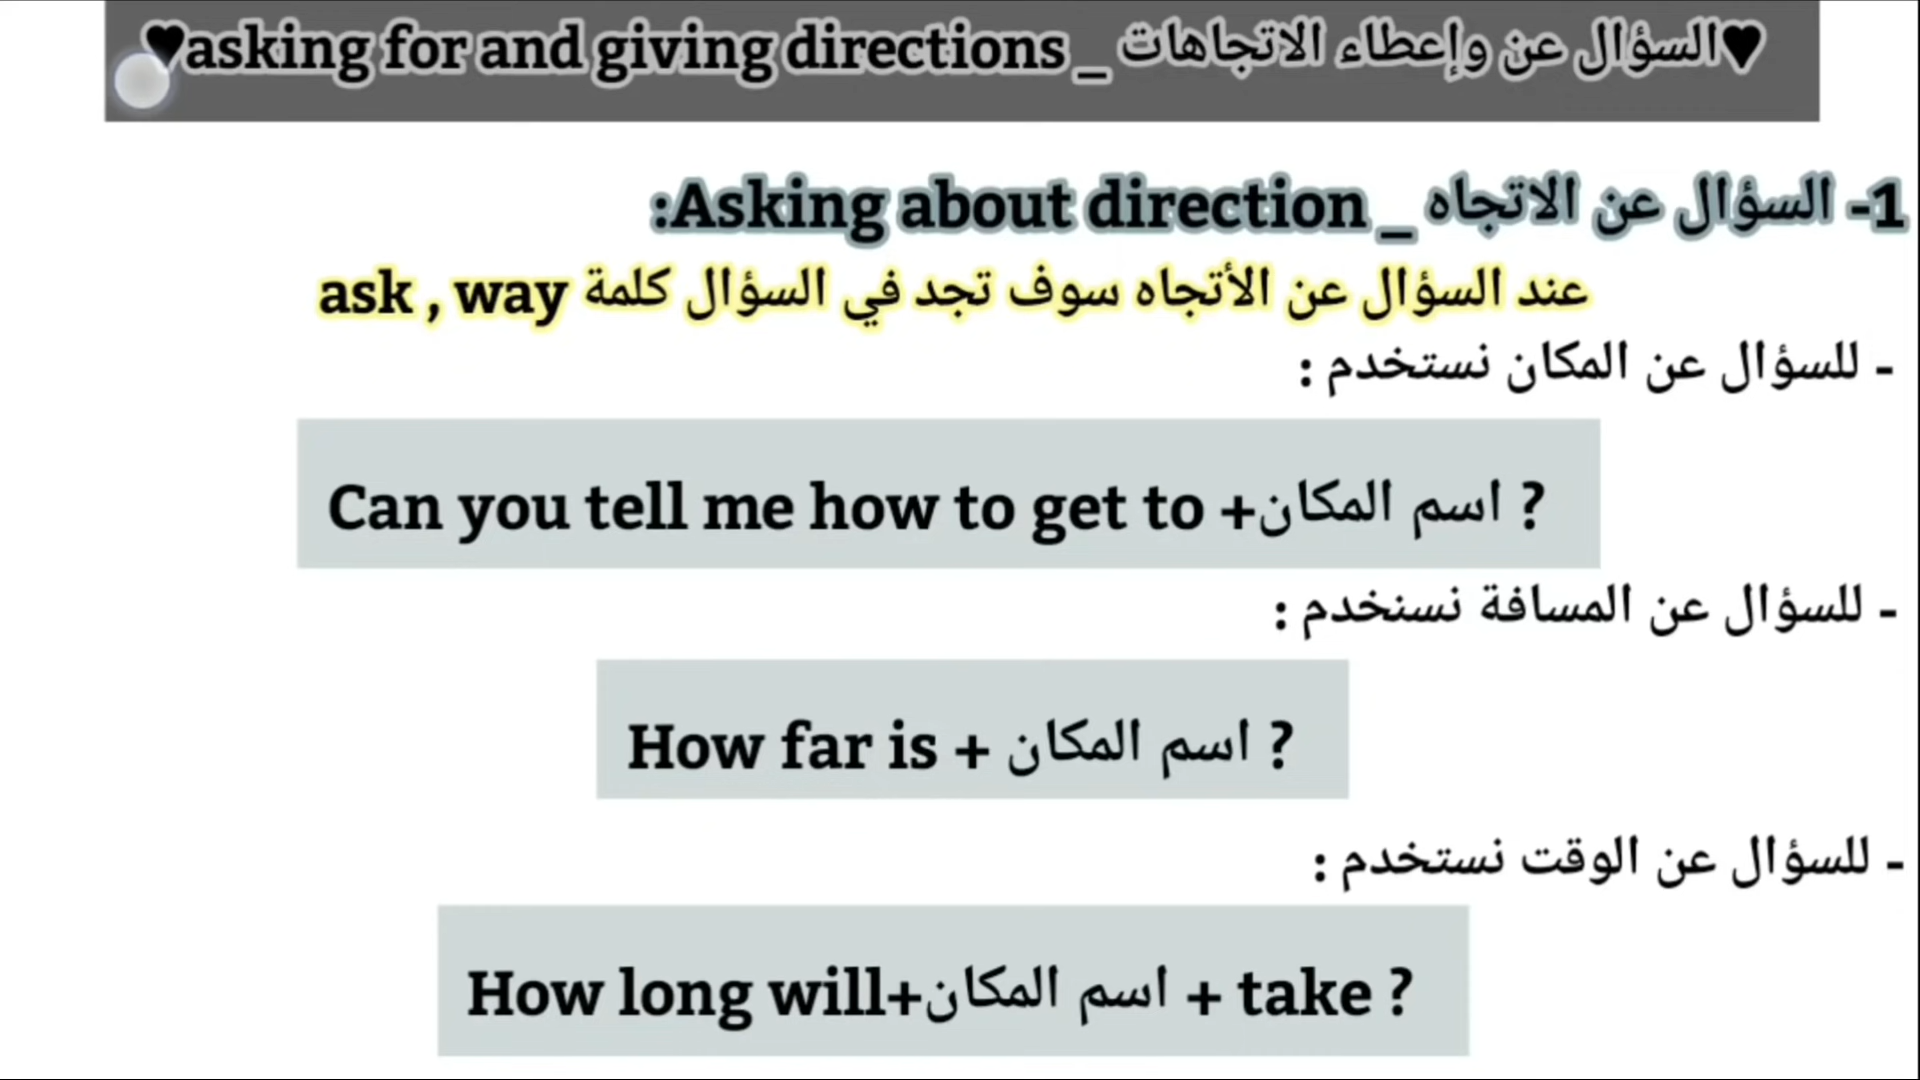 ♥السؤال عن وإعطاء الاتجاهات _ asking for and giving directions♥
1- السؤال عن الاتجاه _ Asking about direction:
عند السؤال عن الأتجاه سوف تجد في السؤال كلمة ask , way
- للسؤال عن المكان نستخدم :
Can you tell me how to get to +اسم المكان ?
- للسؤال عن المسافة نسنخدم :
How far is + اسم المكان ?
- للسؤال عن الوقت نستخدم :
How long will+اسم المكان + take ?